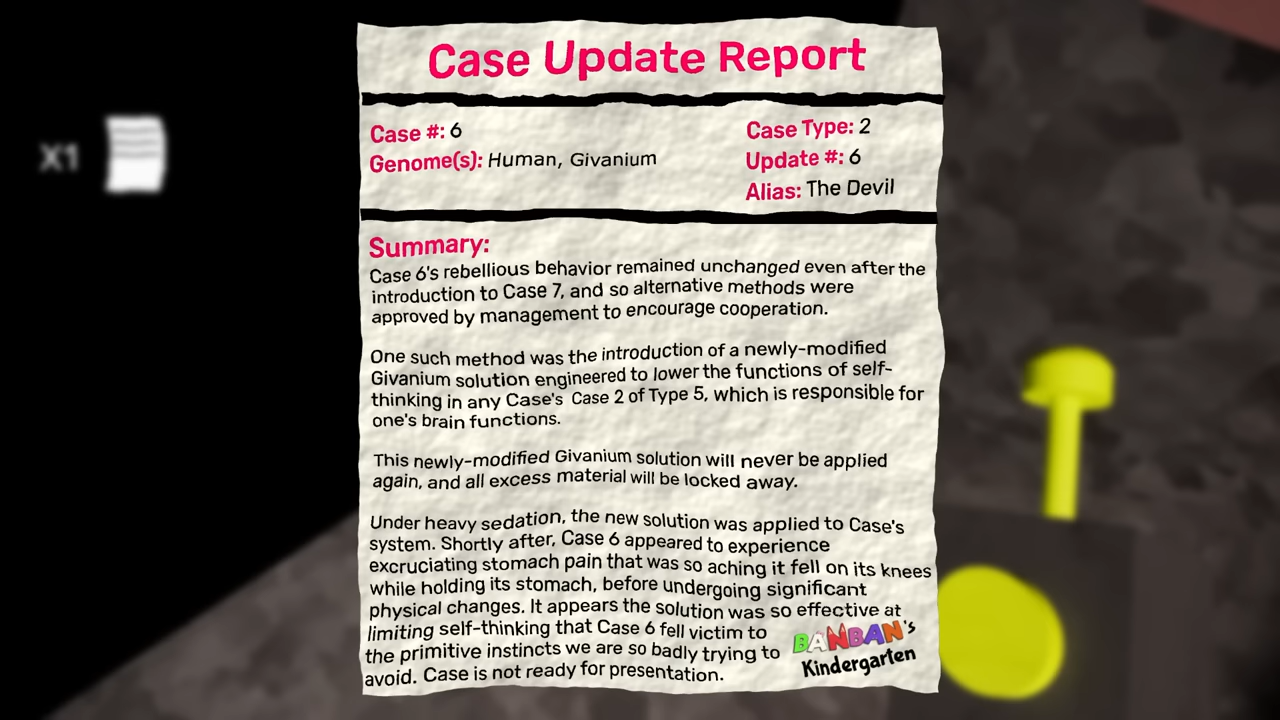 Case Update Report
X1
Case #: 6
Genome(s): Human, Givanium
Case Type: 2
Update #: 6
Alias: The Devil
Summary:
Case 6's rebellious behavior remained unchanged even after the
introduction to Case 7, and so alternative methods were
approved by management to encourage cooperation.
One such method was the introduction of a newly-modified
Givanium solution engineered to lower the functions of self-
thinking in any Case's Case 2 of Type 5, which is responsible for
one's brain functions.
This newly-modified Givanium solution will never be applied
again, and all excess material will be locked away.
Under heavy sedation, the new solution was applied to Case's
system. Shortly after, Case 6 appeared to experience
excruciating stomach pain that was so aching it fell on its knees
while holding its stomach, before undergoing significant
physical changes. It appears the solution was so effective at
limiting self-thinking that Case 6 fell victim to
the primitive instincts we are so badly trying to
avoid. Case is not ready for presentation.
BANBAN's
Kindergarten